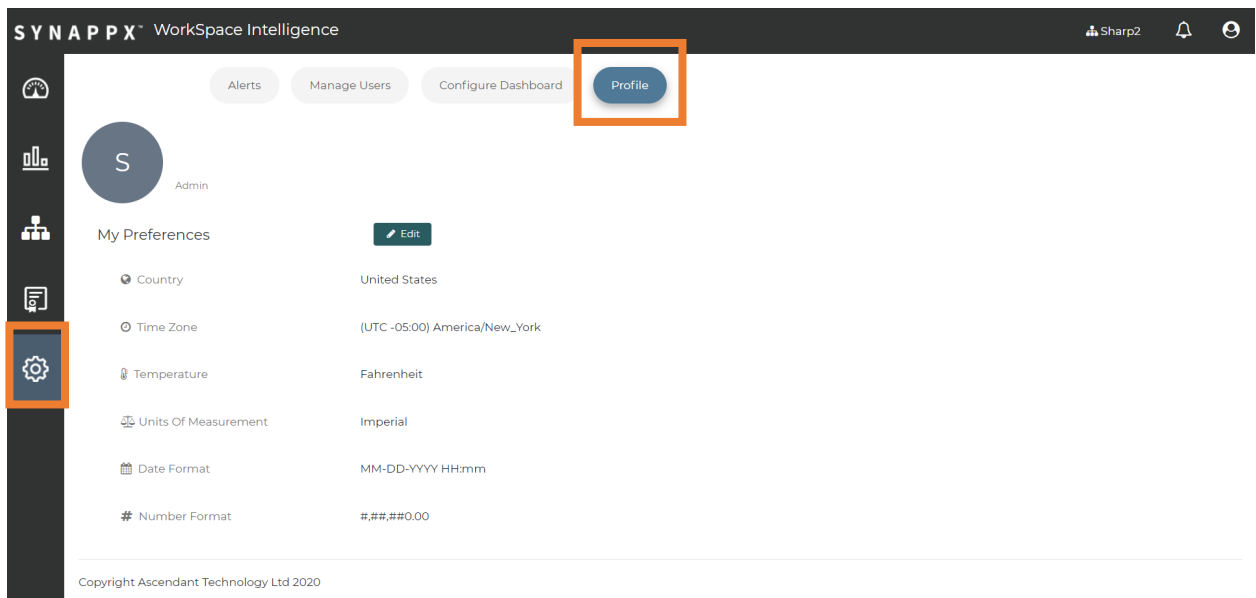 SYNAPPX™ WorkSpace Intelligence Sharp2
Alerts Manage Users Configure Dashboard Profile
S
Admin
My Preferences Edit
Country United States
Time Zone (UTC -05:00) America/New_York
Temperature Fahrenheit
Units Of Measurement Imperial
Date Format MM-DD-YYYY HH:mm
# Number Format #,##,##0.00
Copyright Ascendant Technology Ltd 2020